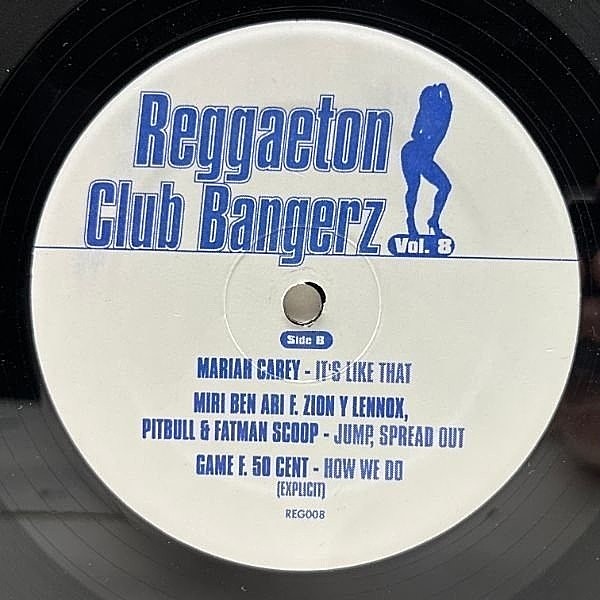 Reggaeton
Club Bangerz
Vol. 8
Side B
MARIAH CAREY - IT'S LIKE THAT
MIRI BEN ARI F. ZION Y LENNOX,
PITBULL & FATMAN SCOOP - JUMP, SPREAD OUT
GAME F. 50 CENT - HOW WE DO
(EXPLICIT)
REG008